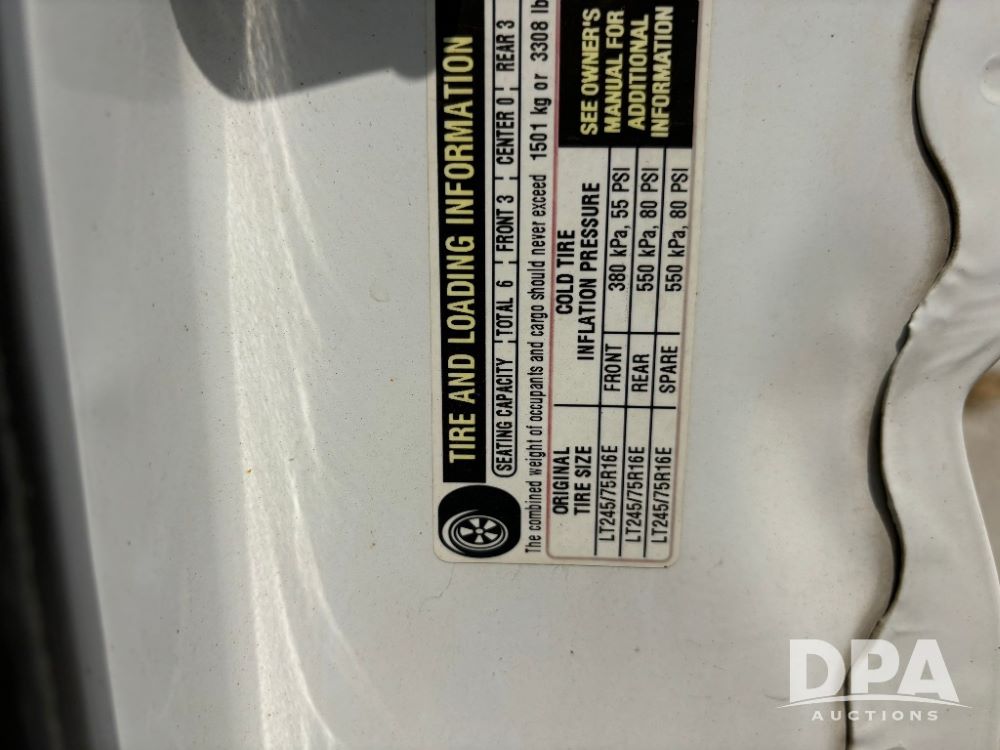 TIRE AND LOADING INFORMATION
SEATING CAPACITY TOTAL 6 FRONT 3 CENTER 0 REAR 3
The combined weight of occupants and cargo should never exceed 1501 kg or 3308 lb
ORIGINAL TIRE SIZE COLD TIRE INFLATION PRESSURE
LT245/75R16E FRONT 380 kPa, 55 PSI
LT245/75R16E REAR 550 kPa, 80 PSI
LT245/75R16E SPARE 550 kPa, 80 PSI
SEE OWNER'S
MANUAL FOR
ADDITIONAL
INFORMATION
DPA
AUCTIONS